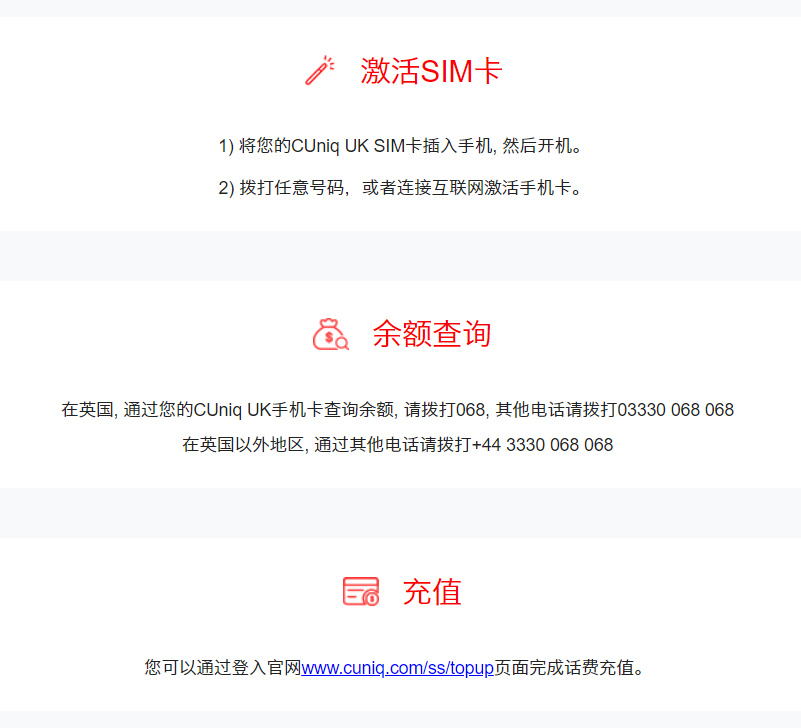 激活SIM卡
1) 将您的CUniq UK SIM卡插入手机, 然后开机。
2) 拨打任意号码，或者连接互联网激活手机卡。
余额查询
在英国, 通过您的CUniq UK手机卡查询余额, 请拨打068, 其他电话请拨打03330 068 068
在英国以外地区, 通过其他电话请拨打+44 3330 068 068
充值
您可以通过登入官网www.cuniq.com/ss/topup页面完成话费充值。